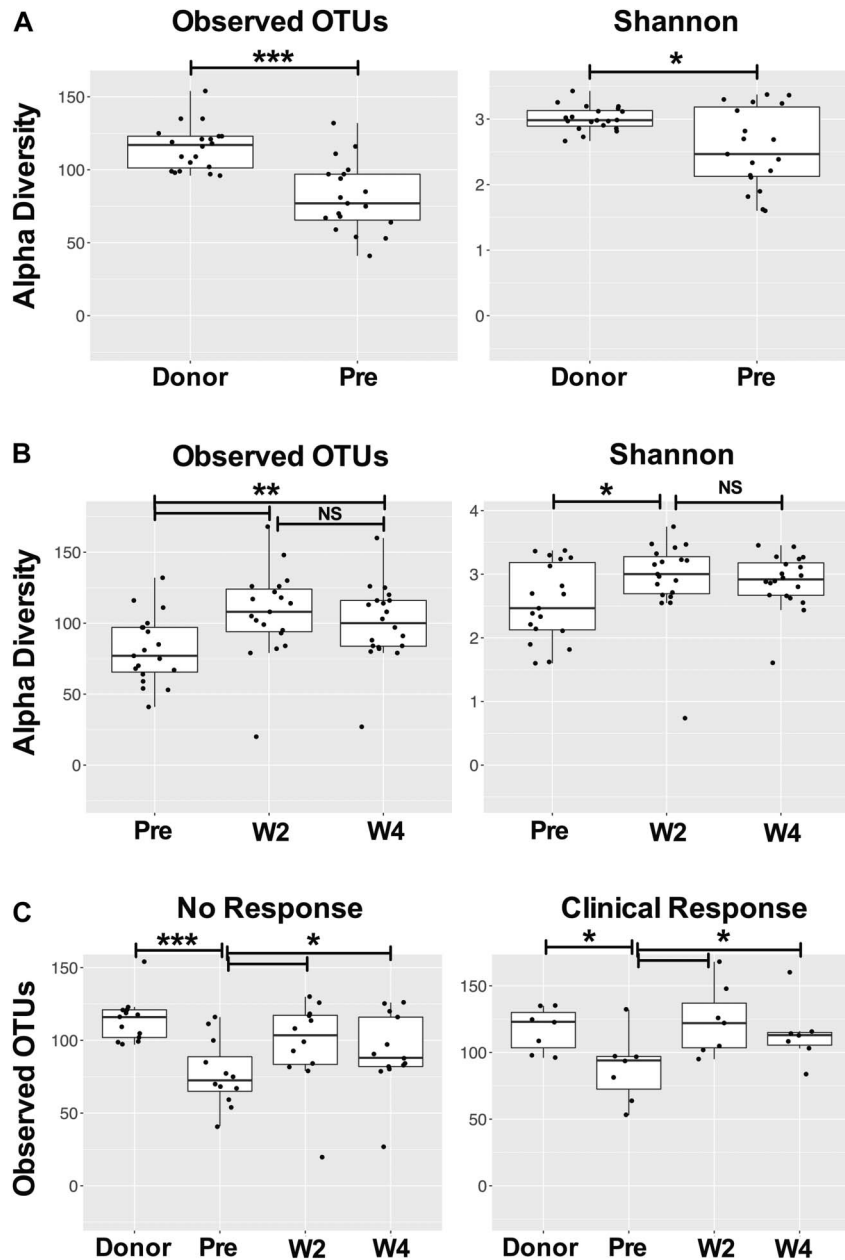 A
Observed OTUs
Shannon
***
*
Alpha Diversity
150
100
50
0
3
2
1
0
Donor
Pre
Donor
Pre
B
Observed OTUs
Shannon
**
NS
*
NS
Alpha Diversity
150
100
50
0
4
3
2
1
0
Pre
W2
W4
Pre
W2
W4
C
No Response
Clinical Response
***
*
*
*
Observed OTUs
150
100
50
0
150
100
50
0
Donor
Pre
W2
W4
Donor
Pre
W2
W4